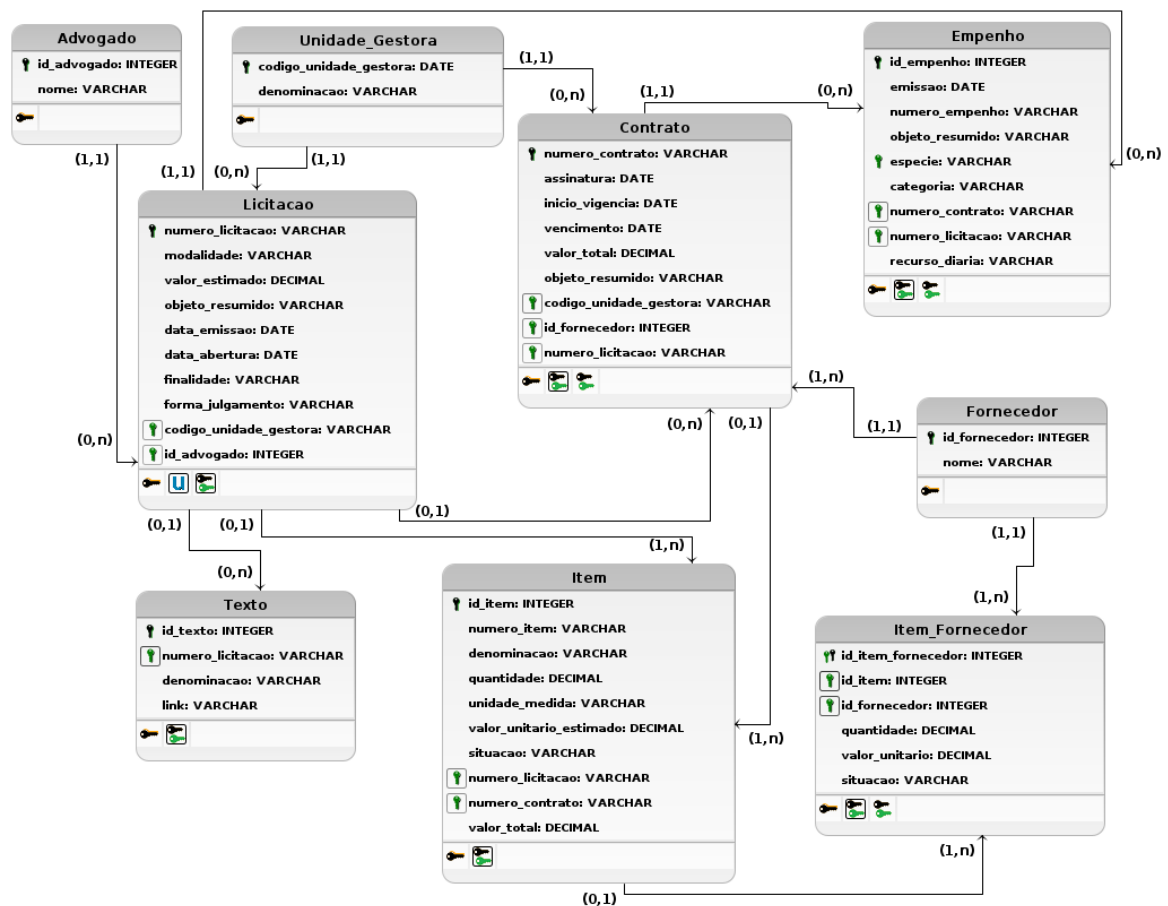 Advogado
id_advogado: INTEGER
nome: VARCHAR
(1,1)
(0,n)
Unidade_Gestora
codigo_unidade_gestora: DATE
denominacao: VARCHAR
(1,1)
(0,n)
(1,1)
(0,n)
(1,1)
(0,n)
Licitacao
numero_licitacao: VARCHAR
modalidade: VARCHAR
valor_estimado: DECIMAL
objeto_resumido: VARCHAR
data_emissao: DATE
data_abertura: DATE
finalidade: VARCHAR
forma_julgamento: VARCHAR
codigo_unidade_gestora: VARCHAR
id_advogado: INTEGER
U
(0,1)
(0,1)
(0,1)
(0,n)
(1,n)
(0,n)
Contrato
numero_contrato: VARCHAR
assinatura: DATE
inicio_vigencia: DATE
vencimento: DATE
valor_total: DECIMAL
objeto_resumido: VARCHAR
codigo_unidade_gestora: VARCHAR
id_fornecedor: INTEGER
numero_licitacao: VARCHAR
(1,1)
(0,n)
(0,1)
(1,n)
Empenho
id_empenho: INTEGER
emissao: DATE
numero_empenho: VARCHAR
objeto_resumido: VARCHAR
especie: VARCHAR
categoria: VARCHAR
numero_contrato: VARCHAR
numero_licitacao: VARCHAR
recurso_diaria: VARCHAR
Fornecedor
id_fornecedor: INTEGER
nome: VARCHAR
(1,1)
(1,n)
(1,1)
(1,n)
Texto
id_texto: INTEGER
numero_licitacao: VARCHAR
denominacao: VARCHAR
link: VARCHAR
Item
id_item: INTEGER
numero_item: VARCHAR
denominacao: VARCHAR
quantidade: DECIMAL
unidade_medida: VARCHAR
valor_unitario_estimado: DECIMAL
situacao: VARCHAR
numero_licitacao: VARCHAR
numero_contrato: VARCHAR
valor_total: DECIMAL
(0,1)
(1,n)
Item_Fornecedor
id_item_fornecedor: INTEGER
id_item: INTEGER
id_fornecedor: INTEGER
quantidade: DECIMAL
valor_unitario: DECIMAL
situacao: VARCHAR